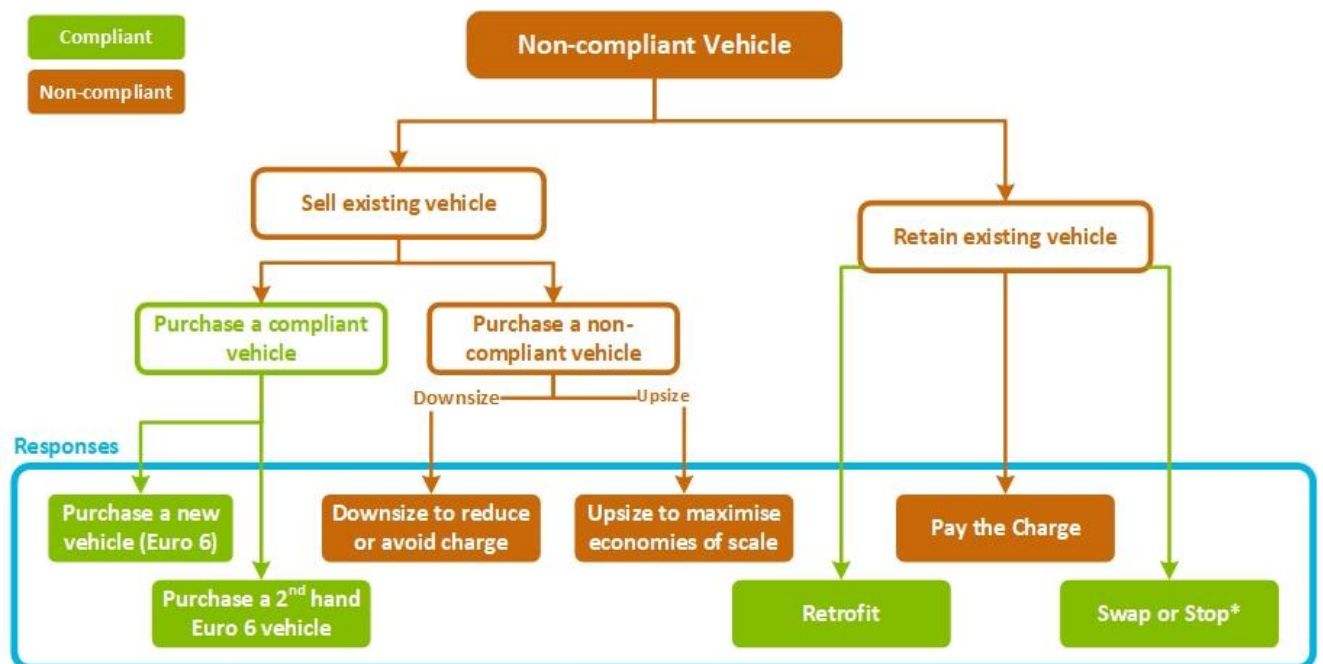 Compliant
Non-compliant
Non-compliant Vehicle
Sell existing vehicle
Retain existing vehicle
Purchase a compliant
vehicle
Purchase a non-
compliant vehicle
Downsize
Upsize
Responses
Purchase a new
vehicle (Euro 6)
Downsize to reduce
or avoid charge
Upsize to maximise
economies of scale
Pay the Charge
Purchase a 2nd hand
Euro 6 vehicle
Retrofit
Swap or Stop*